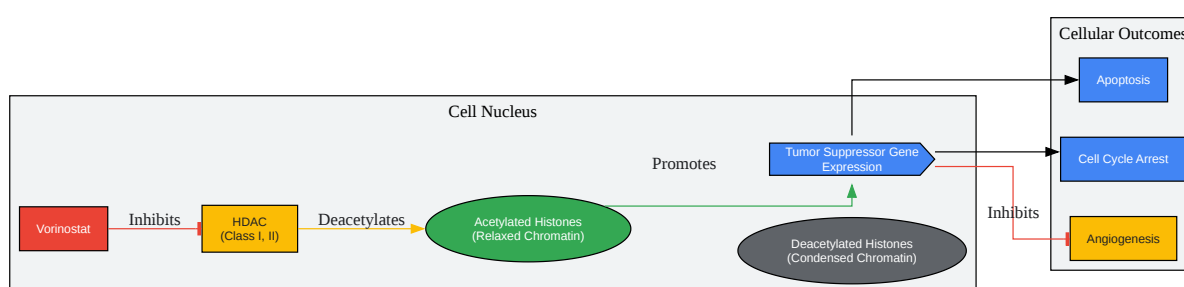 Cellular Outcomes
Apoptosis
Cell Nucleus
Tumor Suppressor Gene
Expression
Promotes
Cell Cycle Arrest
Vorinostat
Inhibits
HDAC
(Class I, II)
Deacetylates
Acetylated Histones
(Relaxed Chromatin)
Inhibits
Deacetylated Histones
(Condensed Chromatin)
Angiogenesis